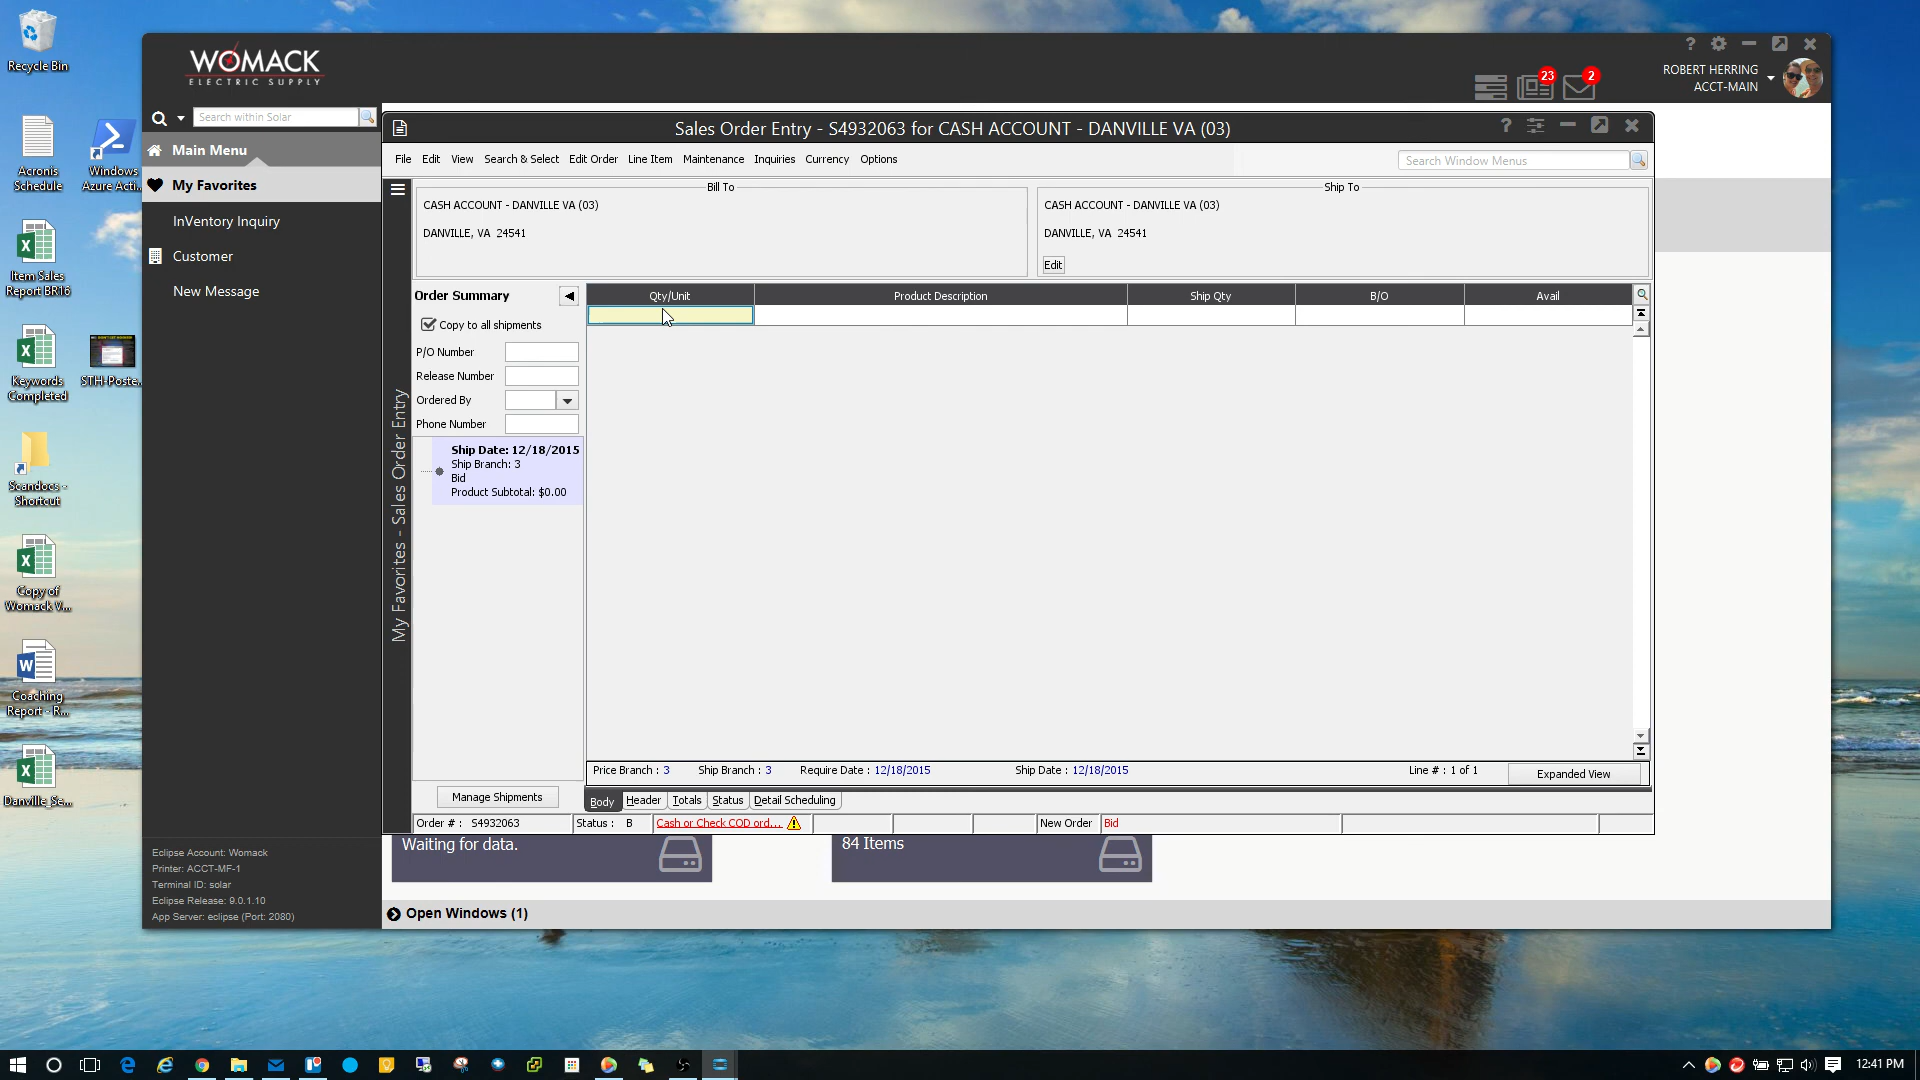 Recycle Bin
Acronis
Schedule
Windows
Azure Acti...
Item Sales
Report BR16
Keywords
Completed
STH-Poste...
Scandocs -
Shortcut
Copy of
Womack V...
Coaching
Report - R...
Danville_Se...
WOMACK
ELECTRIC SUPPLY
23
2
ROBERT HERRING
ACCT-MAIN
Search within Solar
Main Menu
My Favorites
InVentory Inquiry
Customer
New Message
Eclipse Account: Womack
Printer: ACCT-MF-1
Terminal ID: solar
Eclipse Release: 9.0.1.10
App Server: eclipse (Port: 2080)
Sales Order Entry - S4932063 for CASH ACCOUNT - DANVILLE VA (03)
File Edit View Search & Select Edit Order Line Item Maintenance Inquiries Currency Options
Search Window Menus
My Favorites - Sales Order Entry
Bill To
CASH ACCOUNT - DANVILLE VA (03)
DANVILLE, VA 24541
Ship To
CASH ACCOUNT - DANVILLE VA (03)
DANVILLE, VA 24541
Edit
Order Summary
Copy to all shipments
P/O Number
Release Number
Ordered By
Phone Number
Ship Date: 12/18/2015
Ship Branch: 3
Bid
Product Subtotal: $0.00
Manage Shipments
Qty/Unit Product Description Ship Qty B/O Avail
Price Branch : 3 Ship Branch : 3 Require Date : 12/18/2015 Ship Date : 12/18/2015 Line # : 1 of 1 Expanded View
Body Header Totals Status Detail Scheduling
Order # : S4932063 Status : B Cash or Check COD ord... New Order Bid
Waiting for data.
84 Items
Open Windows (1)
12:41 PM